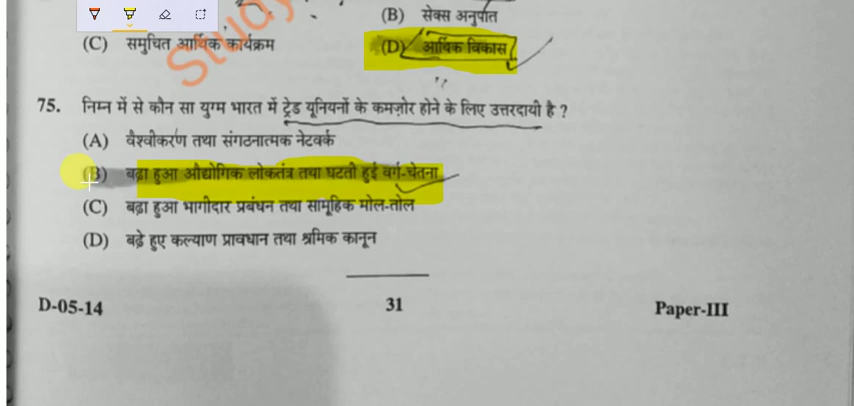 (B) सेक्स अनुपात
(C) समुचित आर्थिक कार्यक्रम
(D) आर्थिक विकास
Study
75. निम्न में से कौन सा युग्म भारत में ट्रेड यूनियनों के कमज़ोर होने के लिए उत्तरदायी है ?
(A) वैश्वीकरण तथा संगठनात्मक नेटवर्क
(B) बढ़ा हुआ औद्योगिक लोकतंत्र तथा घटती हुई वर्ग-चेतना
(C) बढ़ा हुआ भागीदार प्रबंधन तथा सामूहिक मोल-तोल
(D) बढ़े हुए कल्याण प्रावधान तथा श्रमिक कानून
D-05-14 31 Paper-III